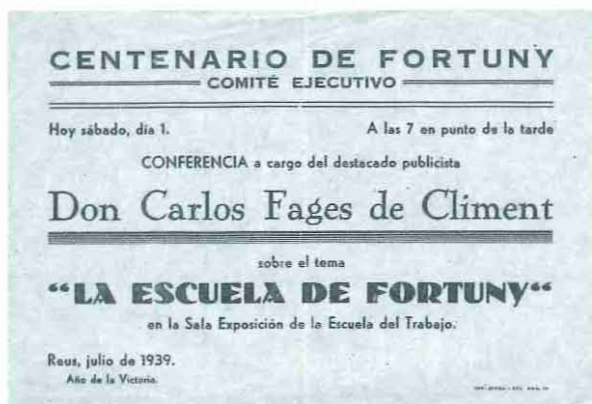 CENTENARIO DE FORTUNY
COMITÉ EJECUTIVO
Hoy sábado, día 1. A las 7 en punto de la tarde
CONFERENCIA a cargo del destacado publicista
Don Carlos Fages de Climent
sobre el tema
“LA ESCUELA DE FORTUNY“
en la Sala Exposición de la Escuela del Trabajo.
Reus, julio de 1939.
Año de la Victoria.